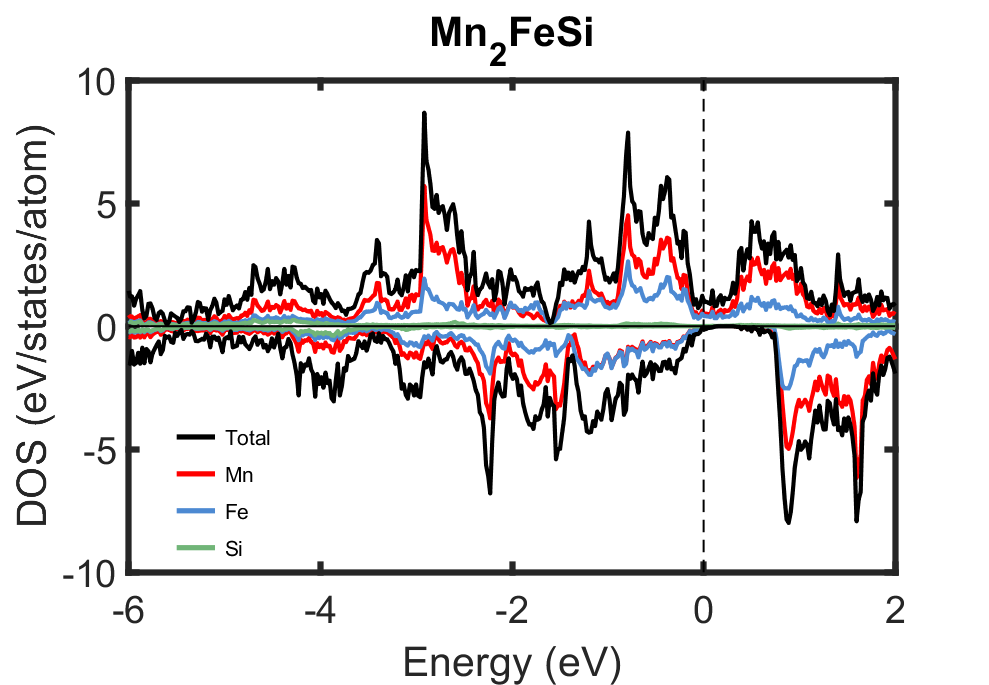 Mn₂FeSi
DOS (eV/states/atom)
10
5
0
-5
-10
Total
Mn
Fe
Si
-6 -4 -2 0 2
Energy (eV)